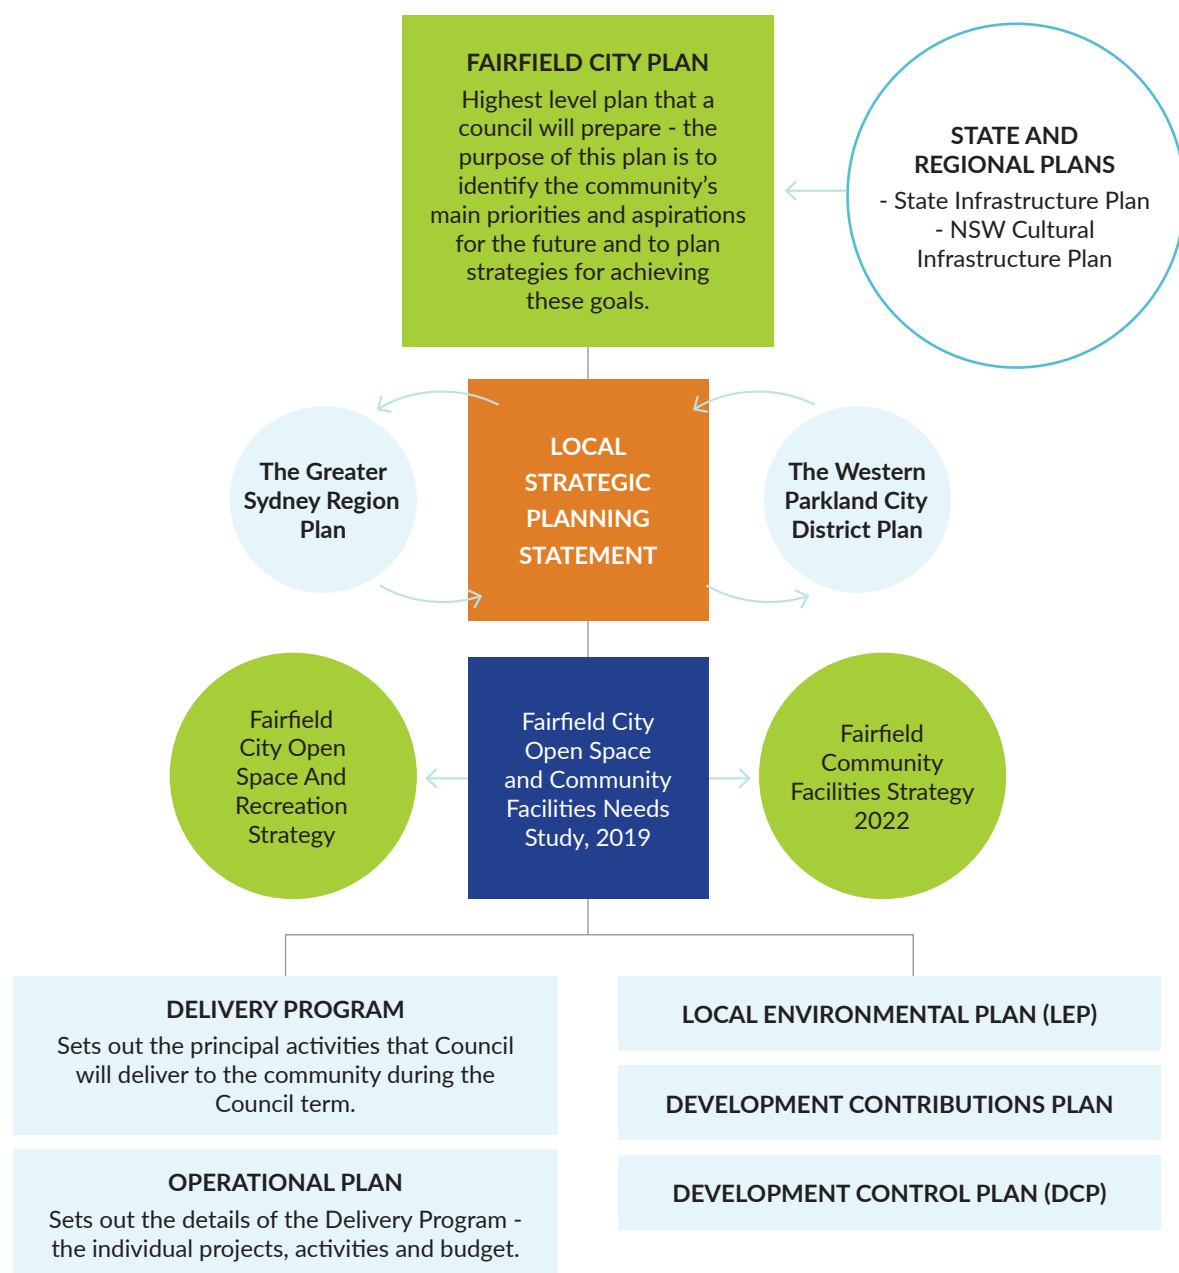 FAIRFIELD CITY PLAN
Highest level plan that a
council will prepare - the
purpose of this plan is to
identify the community’s
main priorities and aspirations
for the future and to plan
strategies for achieving
these goals.
STATE AND
REGIONAL PLANS
- State Infrastructure Plan
- NSW Cultural
Infrastructure Plan
The Greater
Sydney Region
Plan
LOCAL
STRATEGIC
PLANNING
STATEMENT
The Western
Parkland City
District Plan
Fairfield
City Open
Space And
Recreation
Strategy
Fairfield City
Open Space
and Community
Facilities Needs
Study, 2019
Fairfield
Community
Facilities Strategy
2022
DELIVERY PROGRAM
Sets out the principal activities that Council
will deliver to the community during the
Council term.
OPERATIONAL PLAN
Sets out the details of the Delivery Program -
the individual projects, activities and budget.
LOCAL ENVIRONMENTAL PLAN (LEP)
DEVELOPMENT CONTRIBUTIONS PLAN
DEVELOPMENT CONTROL PLAN (DCP)